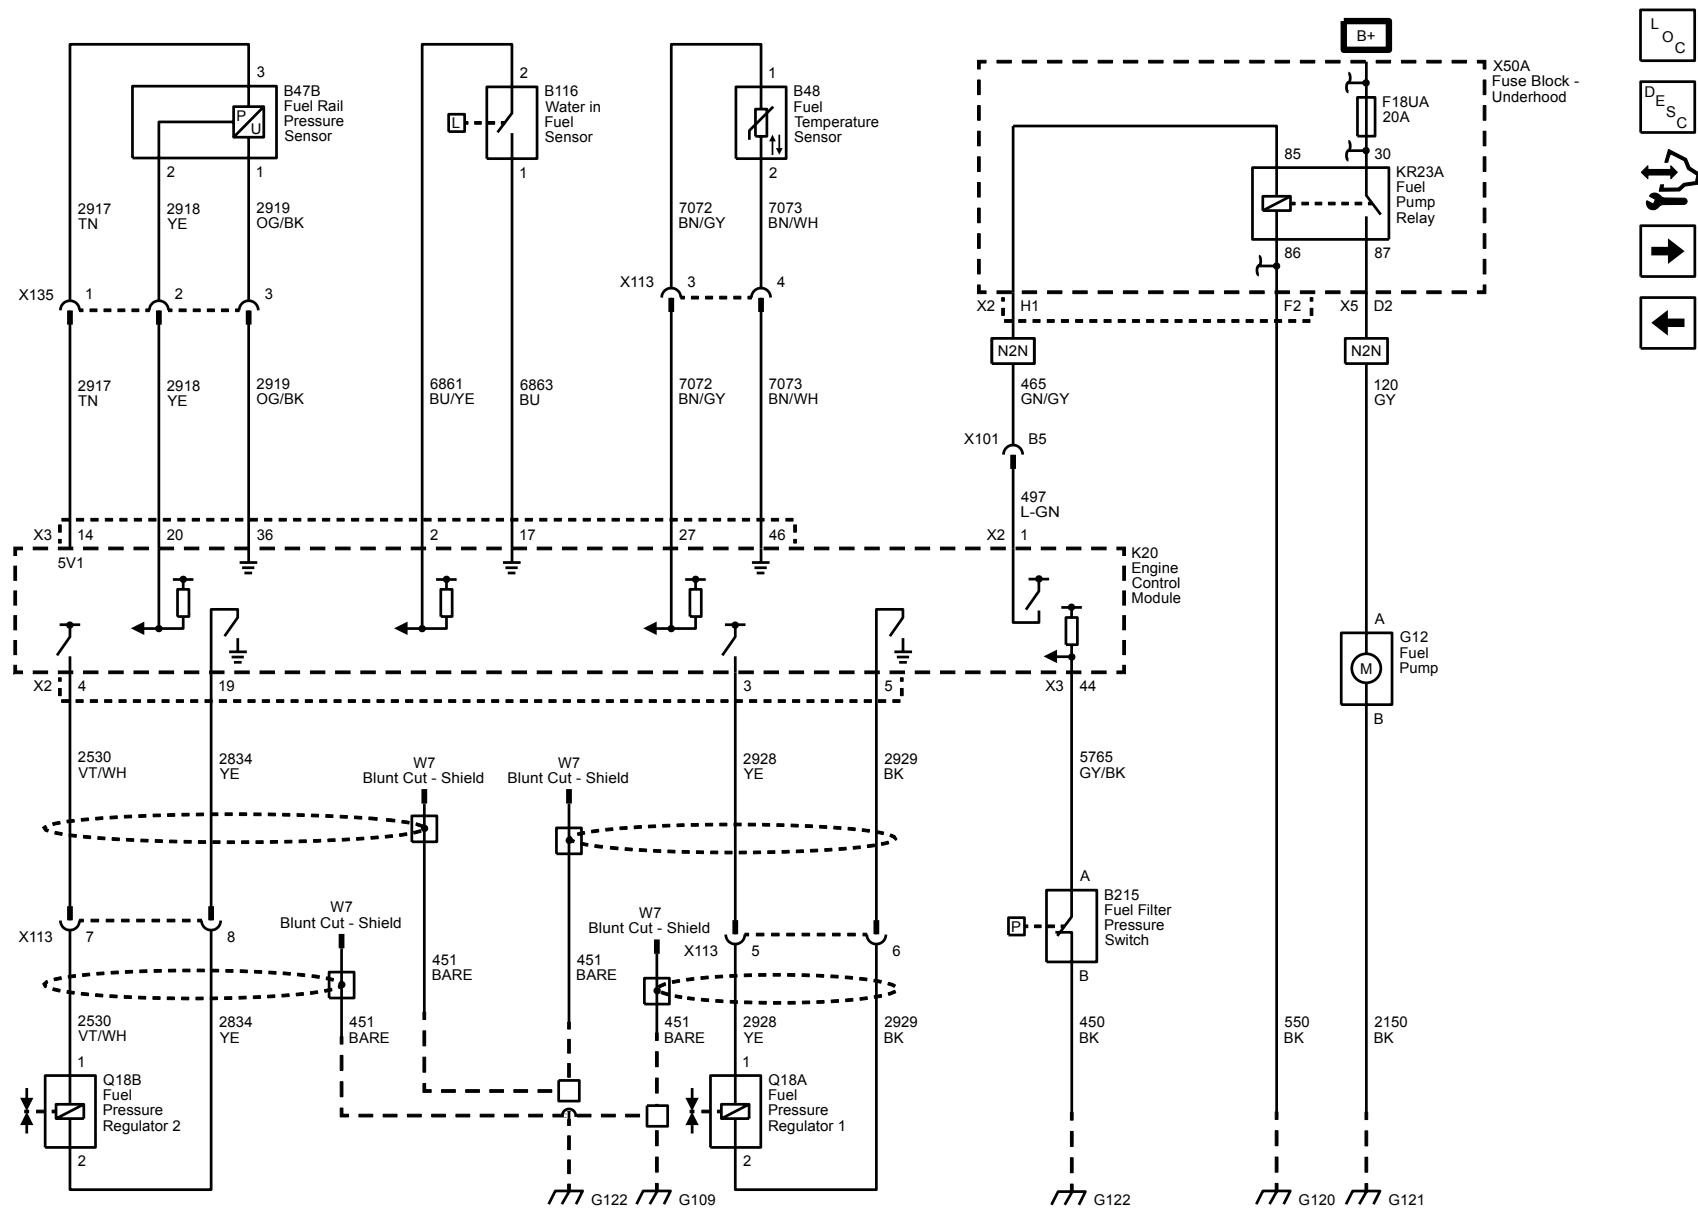 B+
L
O
C
X50A
Fuse Block -
Underhood
3
2
1
B47B
Fuel Rail
Pressure
Sensor
P
U
B116
Water in
Fuel
Sensor
L
B48
Fuel
Temperature
Sensor
F18UA
20A
D
E
S
C
2
1
1
2
85
30
KR23A
Fuel
Pump
Relay
2917
TN
2918
YE
2919
OG/BK
7072
BN/GY
7073
BN/WH
86
87
X135
1
2
3
X113
3
4
X2
H1
F2
X5
D2
N2N
N2N
2917
TN
2918
YE
2919
OG/BK
6861
BU/YE
6863
BU
7072
BN/GY
7073
BN/WH
465
GN/GY
120
GY
X101
B5
497
L-GN
X3
14
20
36
2
17
27
46
X2
1
5V1
K20
Engine
Control
Module
A
G12
Fuel
Pump
M
B
X2
4
19
3
5
X3
44
2530
VT/WH
2834
YE
W7
Blunt Cut - Shield
W7
Blunt Cut - Shield
2928
YE
2929
BK
5765
GY/BK
A
B215
Fuel Filter
Pressure
Switch
P
B
W7
Blunt Cut - Shield
W7
Blunt Cut - Shield
X113
7
8
X113
5
6
451
BARE
451
BARE
2530
VT/WH
2834
YE
451
BARE
451
BARE
2928
YE
2929
BK
450
BK
550
BK
2150
BK
1
Q18B
Fuel
Pressure
Regulator 2
2
1
Q18A
Fuel
Pressure
Regulator 1
2
G122
G109
G122
G120
G121